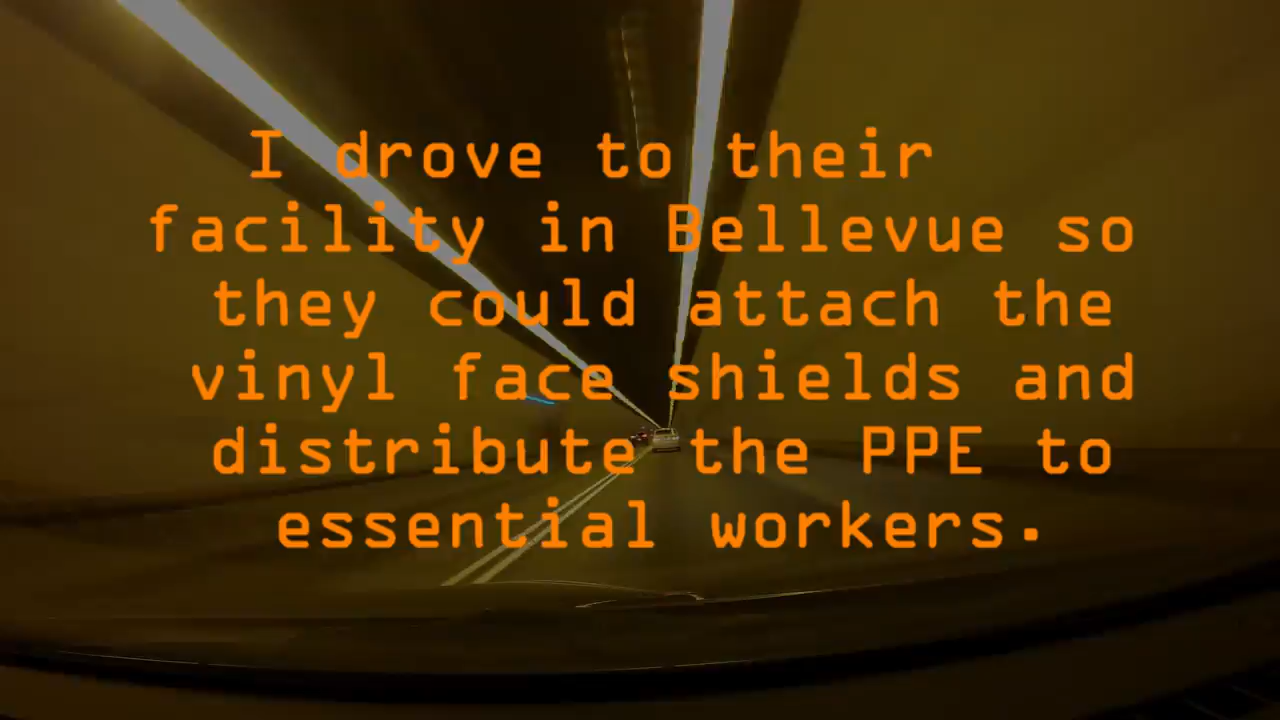 I drove to their
facility in Bellevue so
they could attach the
vinyl face shields and
distribute the PPE to
essential workers.